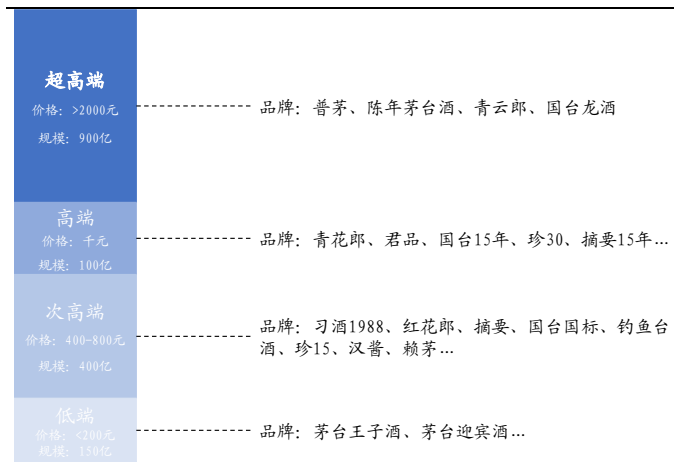 超高端
价格：>2000元
规模：900亿
品牌：普茅、陈年茅台酒、青云郎、国台龙酒
高端
价格：千元
规模：100亿
品牌：青花郎、君品、国台15年、珍30、摘要15年…
次高端
价格：400-800元
规模：400亿
品牌：习酒1988、红花郎、摘要、国台国标、钓鱼台
酒、珍15、汉酱、赖茅…
低端
价格：<200元
规模：150亿
品牌：茅台王子酒、茅台迎宾酒…